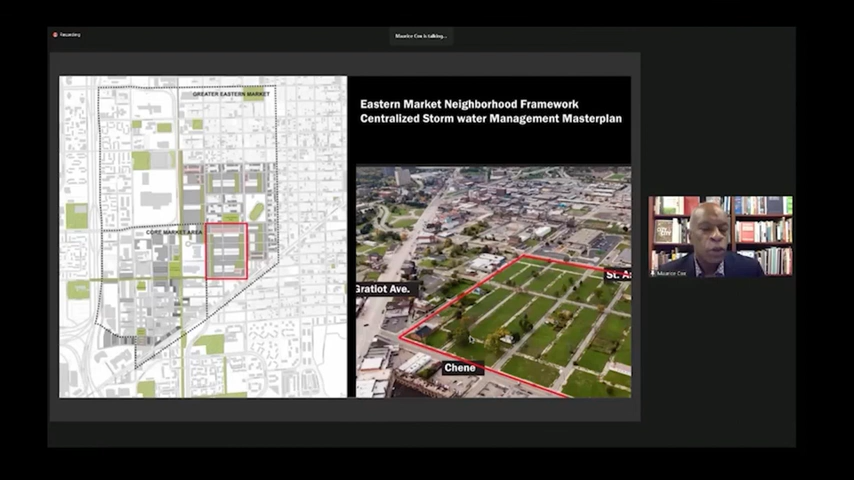 Recording
Maurice Cox is talking...
GREATER EASTERN MARKET
CORE MARKET AREA
Eastern Market Neighborhood Framework
Centralized Storm water Management Masterplan
Gratiot Ave.
St. A
Chene
Maurice Cox